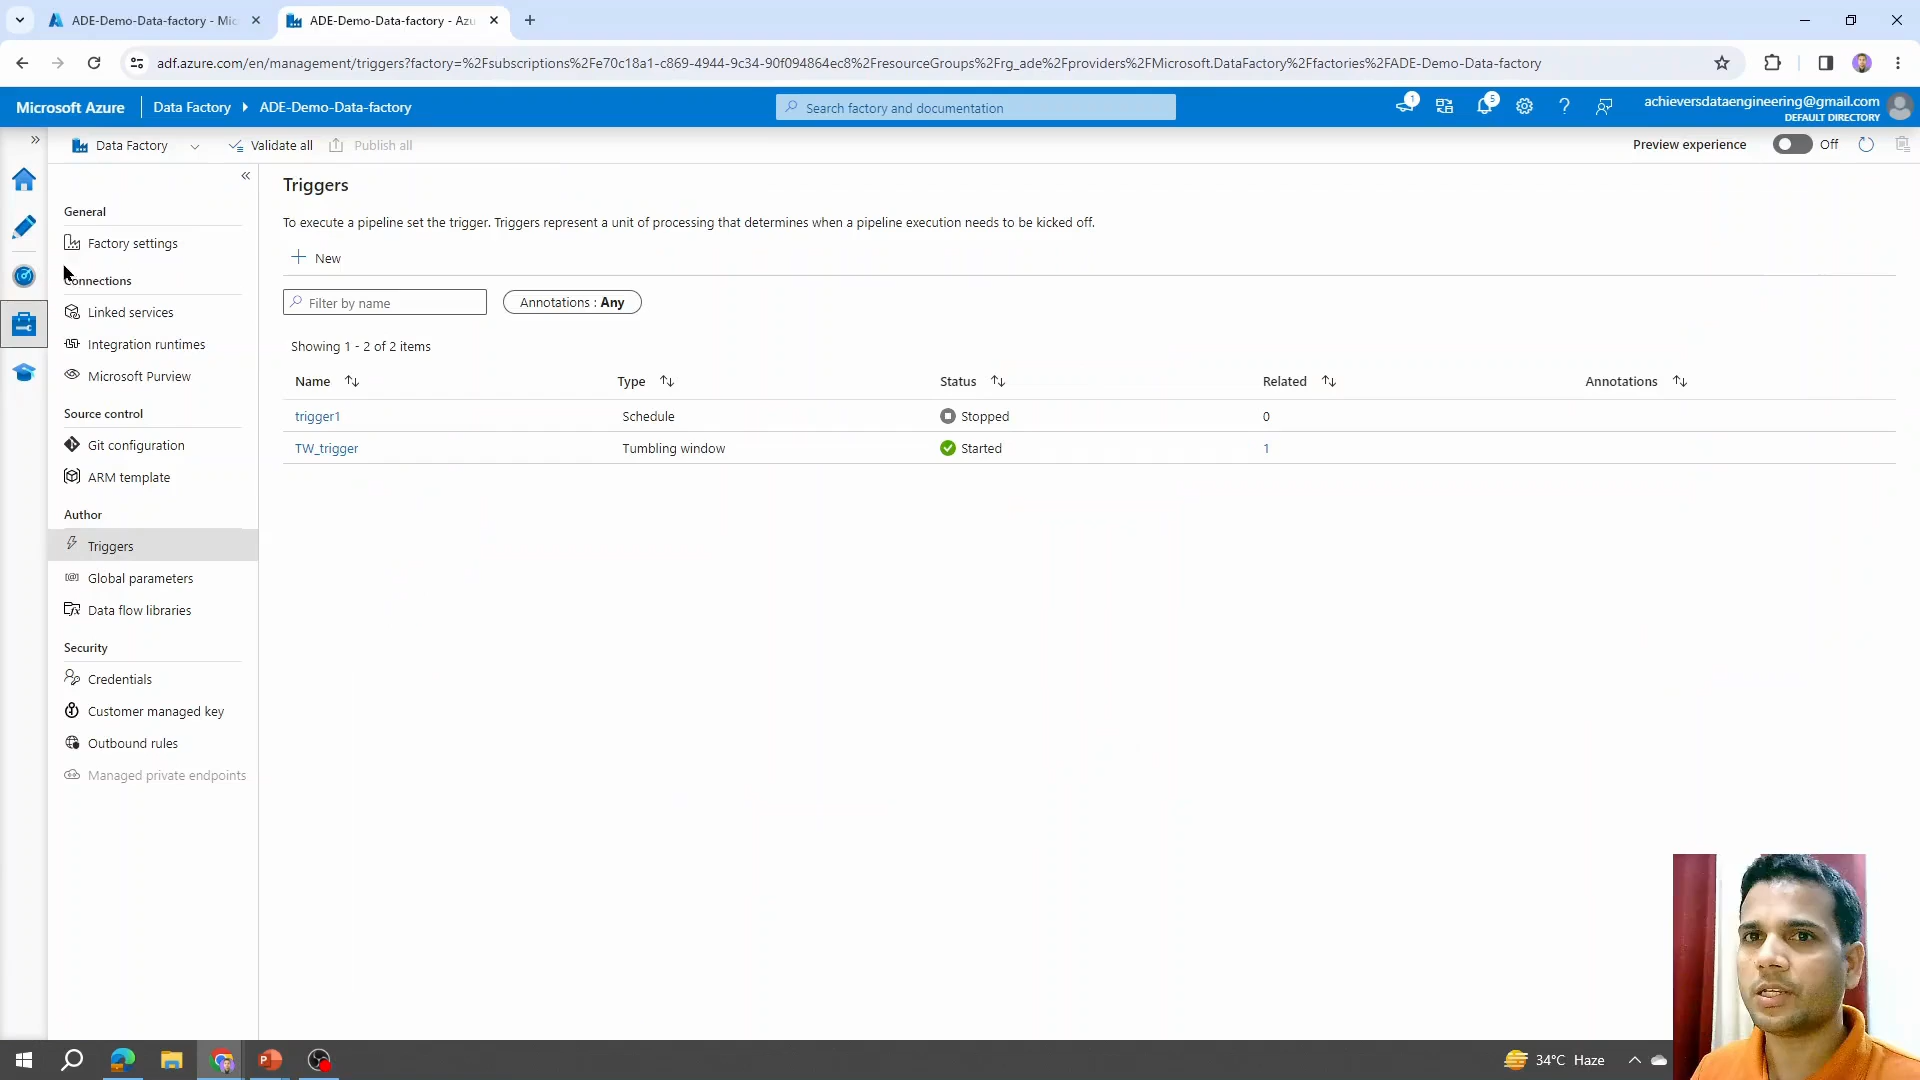 ADE-Demo-Data-factory - Mic
ADE-Demo-Data-factory - Azu
adf.azure.com/en/management/triggers?factory=%2Fsubscriptions%2Fe70c18a1-c869-4944-9c34-90f094864ec8%2FresourceGroups%2Frg_ade%2Fproviders%2FMicrosoft.DataFactory%2Ffactories%2FADE-Demo-Data-factory
Microsoft Azure
Data Factory
ADE-Demo-Data-factory
Search factory and documentation
1
5
achieversdataengineering@gmail.com
DEFAULT DIRECTORY
Data Factory
Validate all
Publish all
Preview experience
Off
General
Factory settings
Connections
Linked services
Integration runtimes
Microsoft Purview
Source control
Git configuration
ARM template
Author
Triggers
Global parameters
Data flow libraries
Security
Credentials
Customer managed key
Outbound rules
Managed private endpoints
Triggers
To execute a pipeline set the trigger. Triggers represent a unit of processing that determines when a pipeline execution needs to be kicked off.
New
Filter by name
Annotations : Any
Showing 1 - 2 of 2 items
Name Type Status Related Annotations
trigger1 Schedule Stopped 0
TW_trigger Tumbling window Started 1
34°C Haze